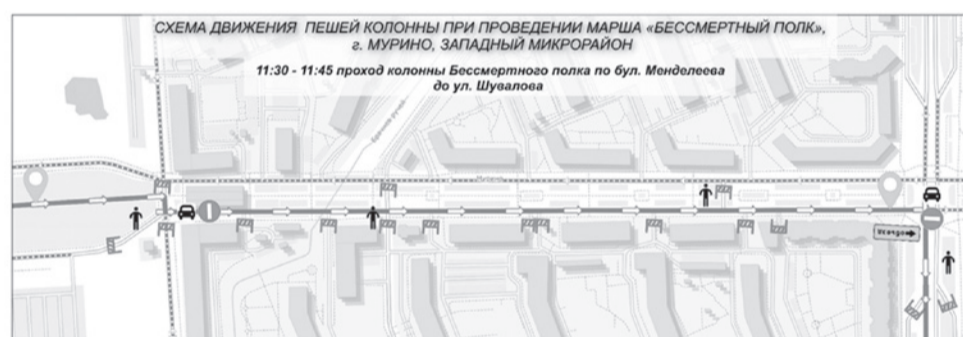 СХЕМА ДВИЖЕНИЯ ПЕШЕЙ КОЛОННЫ ПРИ ПРОВЕДЕНИИ МАРША «БЕССМЕРТНЫЙ ПОЛК»,
г. МУРИНО, ЗАПАДНЫЙ МИКРОРАЙОН
11:30 - 11:45 проход колонны Бессмертного полка по бул. Менделеева
до ул. Шувалова